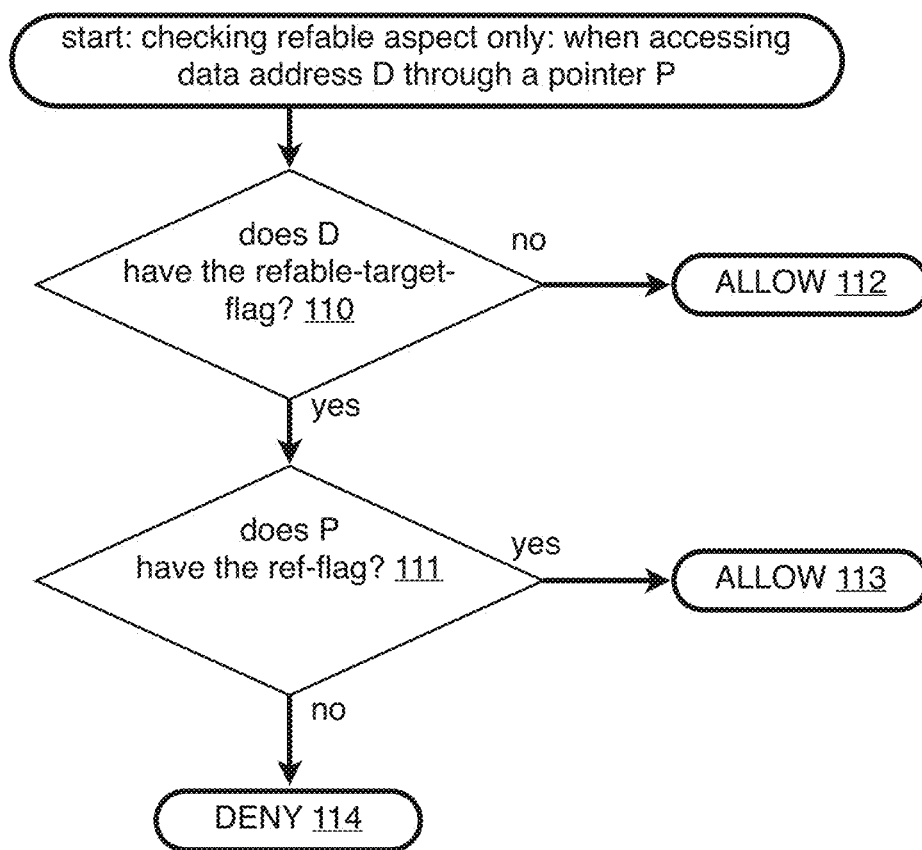 start: checking refable aspect only: when accessing
data address D through a pointer P
does D
have the refable-target-
flag? 110
no
ALLOW 112
yes
does P
have the ref-flag? 111
yes
ALLOW 113
no
DENY 114